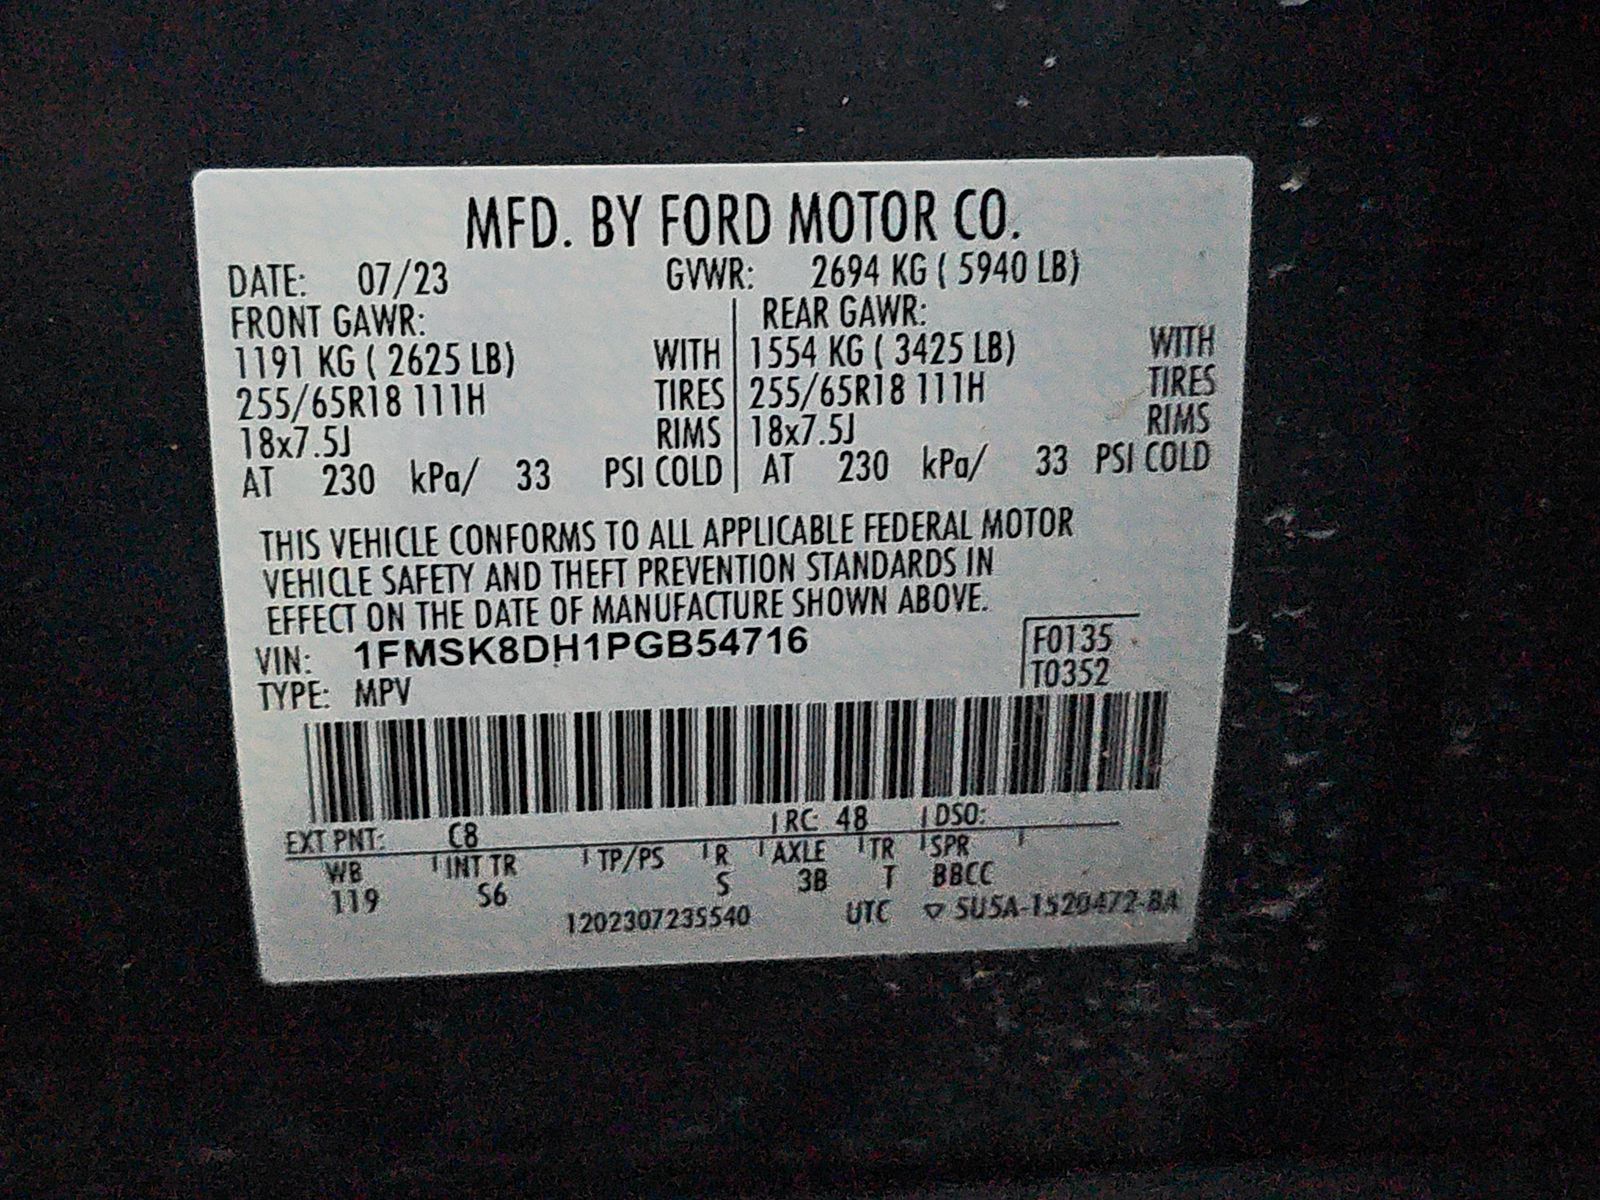 MFD. BY FORD MOTOR CO.
DATE: 07/23 GVWR: 2694 KG ( 5940 LB)
FRONT GAWR: REAR GAWR:
1191 KG ( 2625 LB) WITH 1554 KG ( 3425 LB) WITH
255/65R18 111H TIRES 255/65R18 111H TIRES
18x7.5J RIMS 18x7.5J RIMS
AT 230 kPa/ 33 PSI COLD AT 230 kPa/ 33 PSI COLD
THIS VEHICLE CONFORMS TO ALL APPLICABLE FEDERAL MOTOR
VEHICLE SAFETY AND THEFT PREVENTION STANDARDS IN
EFFECT ON THE DATE OF MANUFACTURE SHOWN ABOVE.
VIN: 1FMSK8DH1PGB54716 F0135
TYPE: MPV T0352
EXT PNT: C8 RC: 48 DSO:
WB INT TR TP/PS R AXLE TR SPR
119 S6 S 3B T BBCC
1202307235540 UTC ▽ 5U5A-1520472-BA